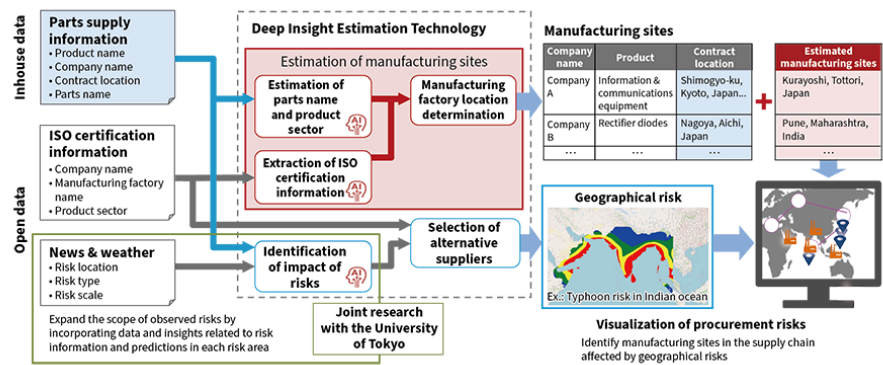 Inhouse data
Open data
Parts supply
information
• Product name
• Company name
• Contract location
• Parts name
ISO certification
information
• Company name
• Manufacturing factory
name
• Product sector
News & weather
• Risk location
• Risk type
• Risk scale
Expand the scope of observed risks by
incorporating data and insights related to risk
information and predictions in each risk area
Joint research
with the University
of Tokyo
Deep Insight Estimation Technology
Estimation of manufacturing sites
Estimation of
parts name
and product
sector
AI
Manufacturing
factory location
determination
Extraction of ISO
certification
information
AI
Selection of
alternative
suppliers
Identification
of impact of
risks
AI
Manufacturing sites
Company
name
Product
Contract
location
Company
A
Information &
communications
equipment
Shimogyo-ku,
Kyoto, Japan...
Company
B
Rectifier diodes
Nagoya, Aichi,
Japan
...
...
...
+
Estimated
manufacturing sites
Kurayoshi, Tottori,
Japan
Pune, Maharashtra,
India
...
Geographical risk
Ex.: Typhoon risk in Indian ocean
Visualization of procurement risks
Identify manufacturing sites in the supply chain
affected by geographical risks